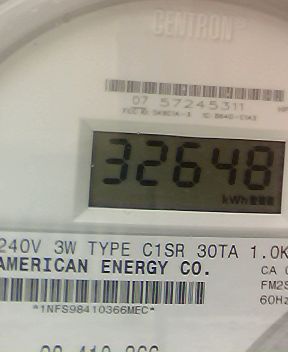 CENTRON®
07 57245311
32648
kWh
240V 3W TYPE C1SR 30TA 1.0K
AMERICAN ENERGY CO.
CA
FM2S
60Hz
*1NFS98410366MEC*